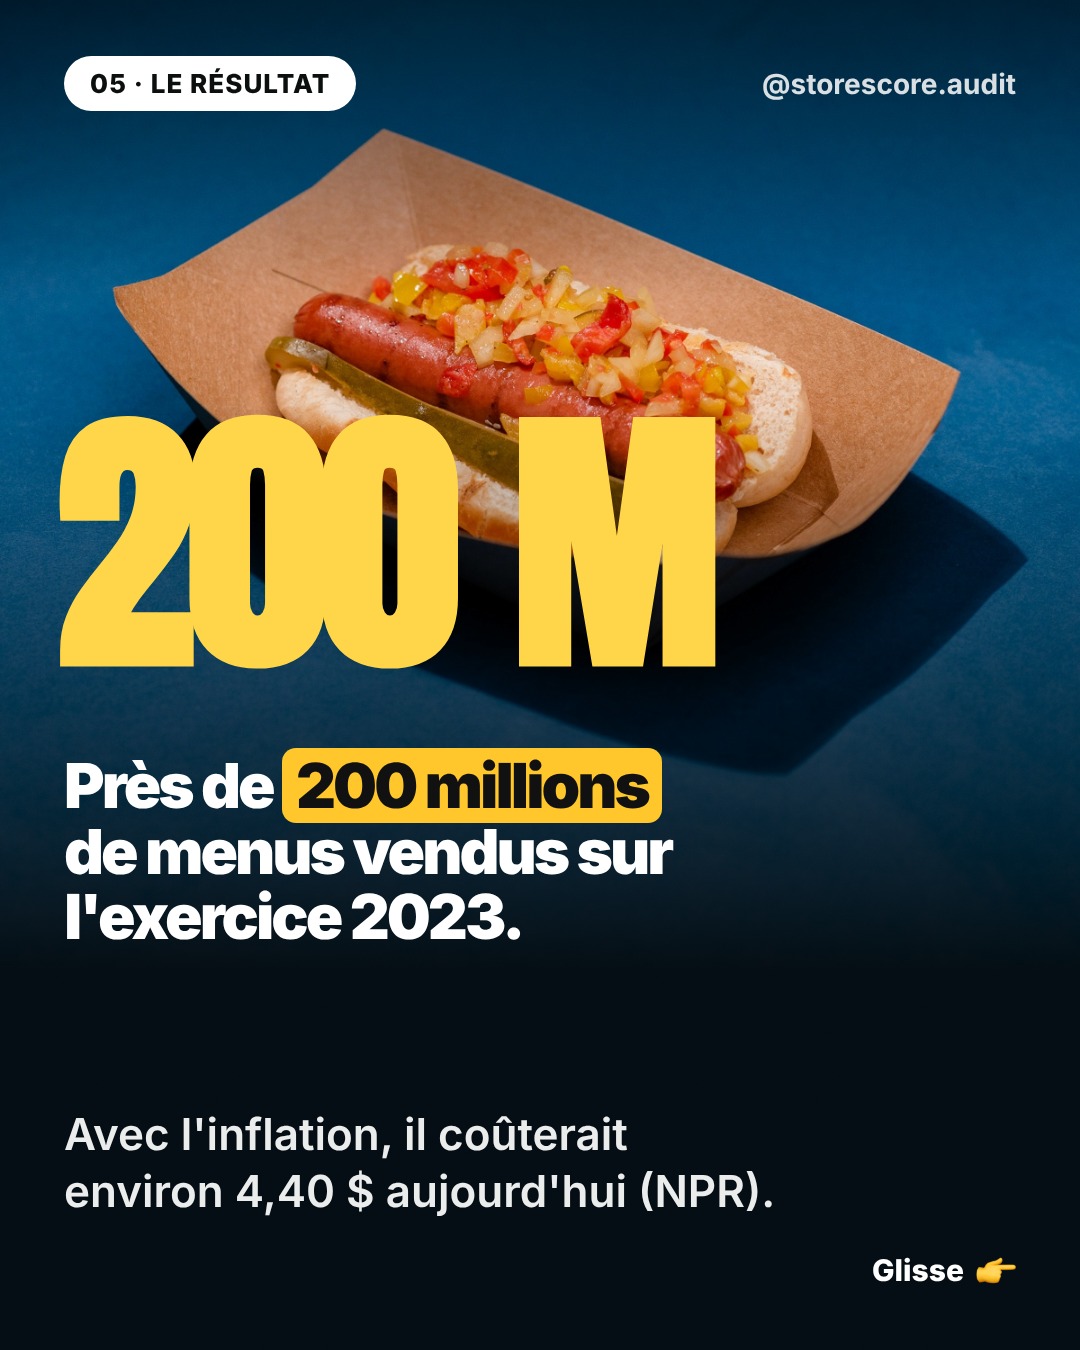 05 · LE RÉSULTAT
@storescore.audit
200 M
Près de 200 millions
de menus vendus sur
l'exercice 2023.
Avec l'inflation, il coûterait
environ 4,40 $ aujourd'hui (NPR).
Glisse 👉